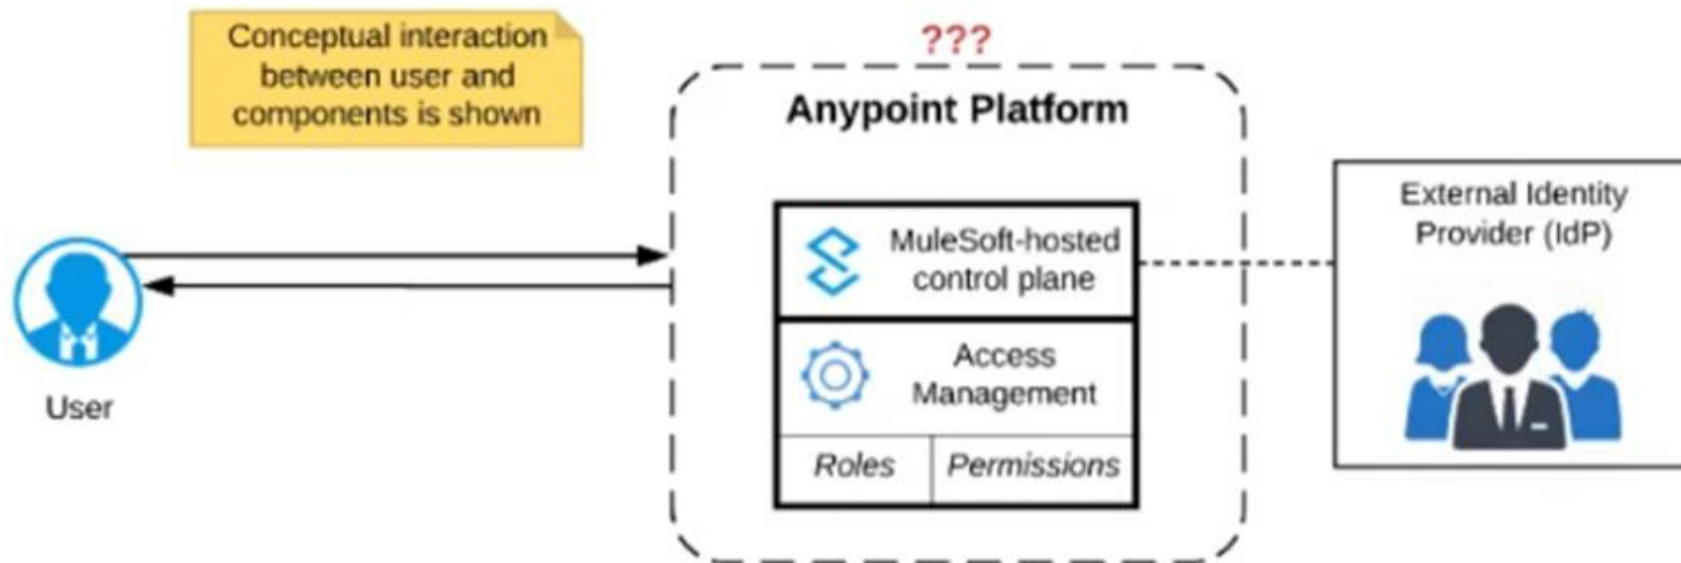 Conceptual interaction
between user and
components is shown
???
Anypoint Platform
MuleSoft-hosted
control plane
Access
Management
Roles
Permissions
External Identity
Provider (IdP)
User